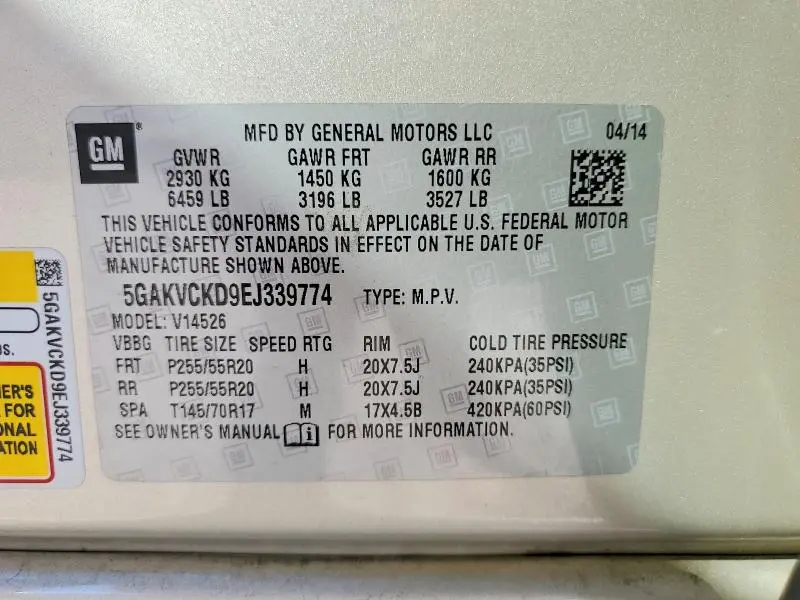 GM
MFD BY GENERAL MOTORS LLC 04/14
GVWR GAWR FRT GAWR RR
2930 KG 1450 KG 1600 KG
6459 LB 3196 LB 3527 LB
THIS VEHICLE CONFORMS TO ALL APPLICABLE U.S. FEDERAL MOTOR
VEHICLE SAFETY STANDARDS IN EFFECT ON THE DATE OF
MANUFACTURE SHOWN ABOVE.
5GAKVCKD9EJ339774 TYPE: M.P.V.
MODEL: V14526
VBBG TIRE SIZE SPEED RTG RIM COLD TIRE PRESSURE
FRT P255/55R20 H 20X7.5J 240KPA(35PSI)
RR P255/55R20 H 20X7.5J 240KPA(35PSI)
SPA T145/70R17 M 17X4.5B 420KPA(60PSI)
SEE OWNER'S MANUAL i FOR MORE INFORMATION.
5GAKVCKD9EJ339774
FOR